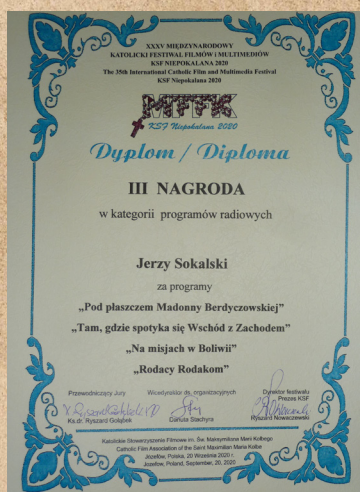 XXXV MIĘDZYNARODOWY
KATOLICKI FESTIWAL FILMÓW I MULTIMEDIÓW
KSF NIEPOKALANA 2020
The 35th International Catholic Film and Multimedia Festival
KSF Niepokalana 2020
MFFK
KSF Niepokalana 2020
Dyplom / Diploma
III NAGRODA
w kategorii programów radiowych
Jerzy Sokalski
za programy
„Pod płaszczem Madonny Berdyczowskiej”
„Tam, gdzie spotyka się Wschód z Zachodem”
„Na misjach w Boliwii”
„Rodacy Rodakom”
Przewodniczący Jury Wicedyrektor ds. organizacyjnych Dyrektor festiwalu
Prezes KSF
Ks.dr. Ryszard Gołąbek Danuta Stachyra Ryszard Nowaczewski
Katolickie Stowarzyszenie Filmowe im. Św. Maksymiliana Marii Kolbego
Catholic Film Association of the Saint Maximilian Maria Kolbe
Józefów, Polska, 20 Września 2020 r.
Jozefow, Poland, September, 20, 2020